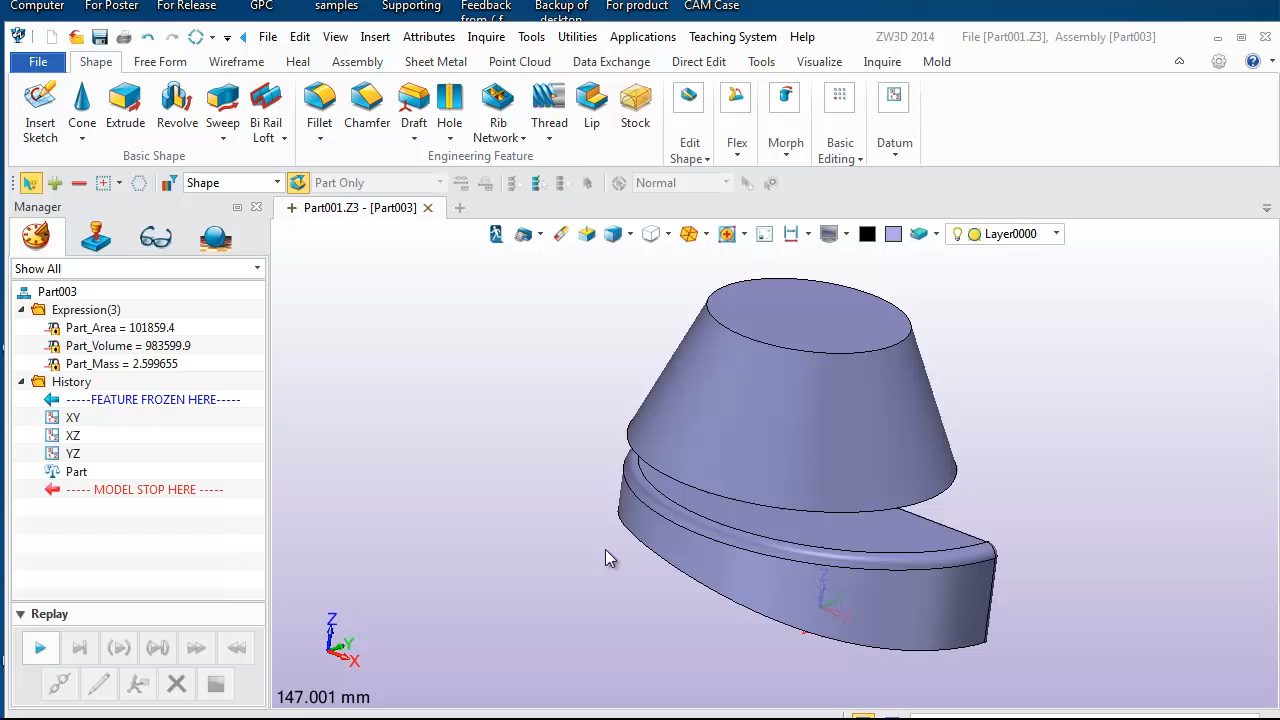 Computer For Poster For Release GPC samples Supporting Feedback Backup of For product CAM Case
from ( f desktop
File Edit View Insert Attributes Inquire Tools Utilities Applications Teaching System Help ZW3D 2014 File [Part001.Z3], Assembly [Part003]
File Shape Free Form Wireframe Heal Assembly Sheet Metal Point Cloud Data Exchange Direct Edit Tools Visualize Inquire Mold
Insert Sketch Cone Extrude Revolve Sweep Bi Rail Loft Fillet Chamfer Draft Hole Rib Network Thread Lip Stock Edit Shape Flex Morph Basic Editing Datum
Basic Shape Engineering Feature
Shape Part Only Normal
Manager Part001.Z3 - [Part003]
Layer0000
Show All
Part003
Expression(3)
Part_Area = 101859.4
Part_Volume = 983599.9
Part_Mass = 2.599655
History
-----FEATURE FROZEN HERE-----
XY
XZ
YZ
Part
----- MODEL STOP HERE -----
Replay
Z
Y
X
Z
147.001 mm